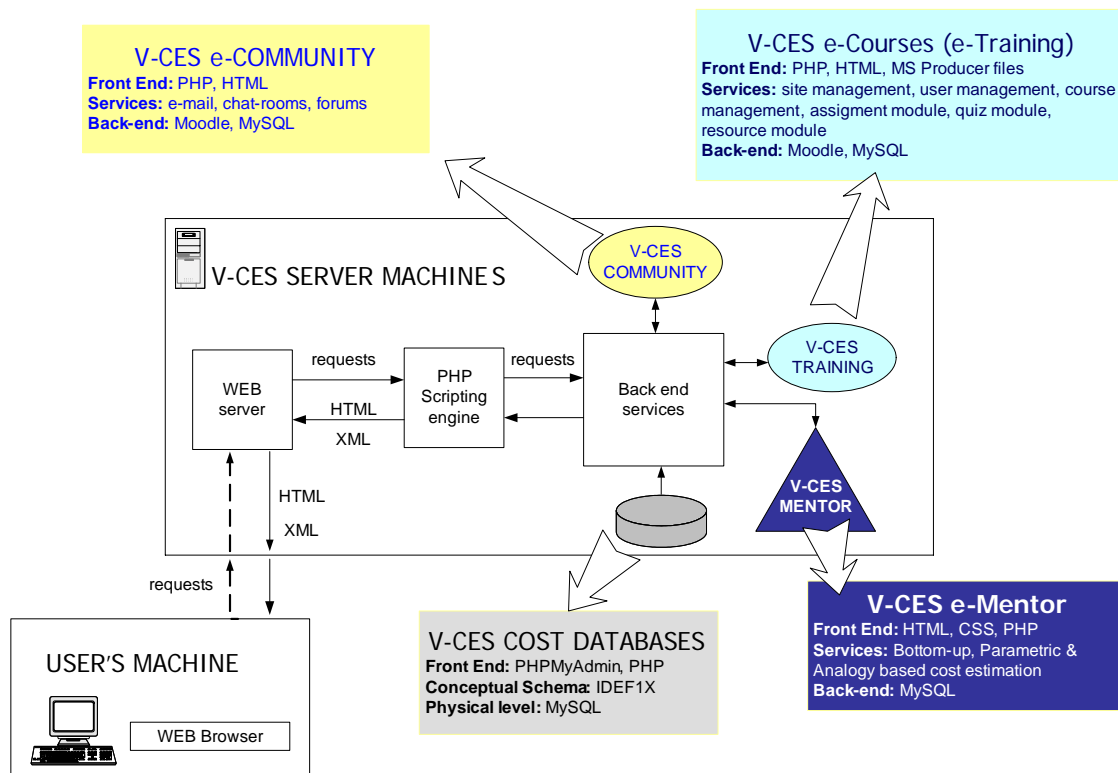 V-CES e-COMMUNITY
Front End: PHP, HTML
Services: e-mail, chat-rooms, forums
Back-end: Moodle, MySQL
V-CES e-Courses (e-Training)
Front End: PHP, HTML, MS Producer files
Services: site management, user management, course
management, assigment module, quiz module,
resource module
Back-end: Moodle, MySQL
V-CES SERVER MACHINES
V-CES
COMMUNITY
V-CES
TRAINING
requests
requests
WEB
server
PHP
Scripting
engine
Back end
services
HTML
XML
V-CES
MENTOR
HTML
XML
requests
USER'S MACHINE
WEB Browser
V-CES COST DATABASES
Front End: PHPMyAdmin, PHP
Conceptual Schema: IDEF1X
Physical level: MySQL
V-CES e-Mentor
Front End: HTML, CSS, PHP
Services: Bottom-up, Parametric &
Analogy based cost estimation
Back-end: MySQL